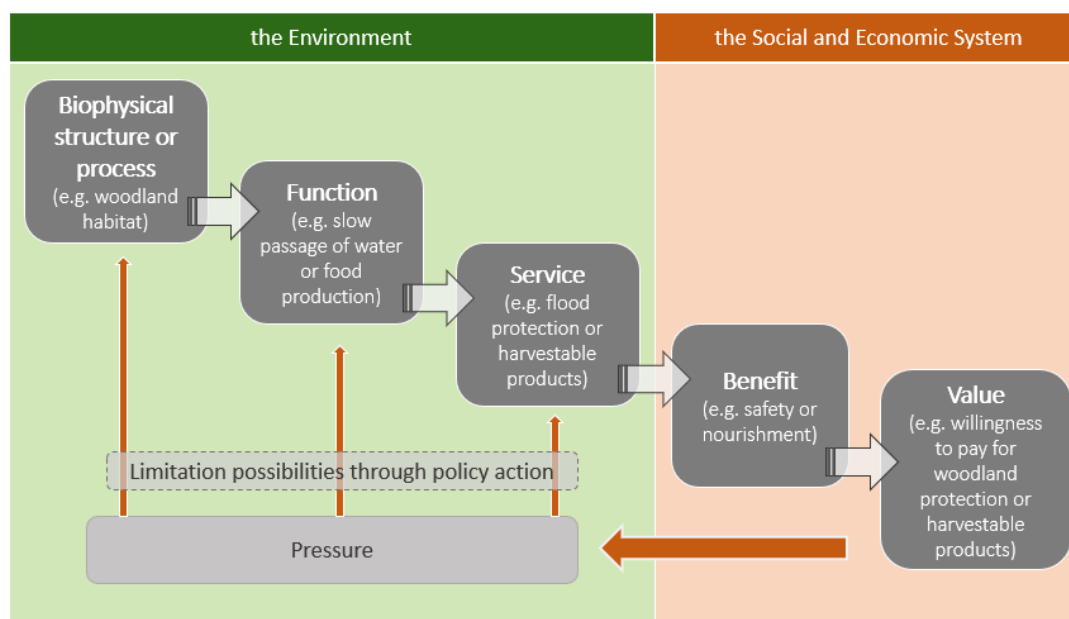 the Environment
the Social and Economic System
Biophysical
structure or
process
(e.g. woodland
habitat)
Function
(e.g. slow
passage of water
or food
production)
Service
(e.g. flood
protection or
harvestable
products)
Benefit
(e.g. safety or
nourishment)
Value
(e.g. willingness
to pay for
woodland
protection or
harvestable
products)
Limitation possibilities through policy action
Pressure